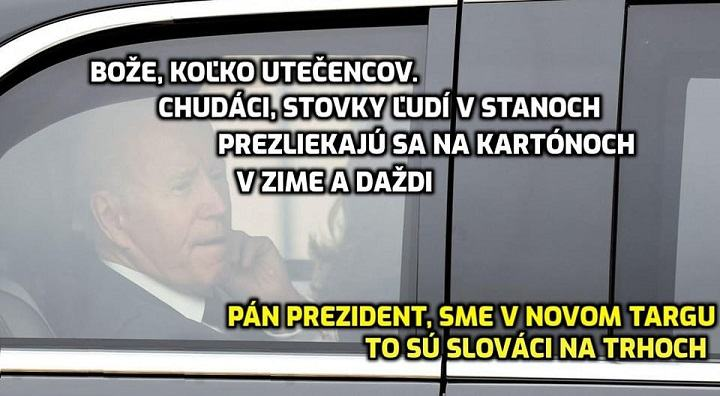 BOŽE, KOĽKO UTEČENCOV.
CHUDÁCI, STOVKY ĽUDÍ V STANOCH
PREZLIEKAJÚ SA NA KARTÓNOCH
V ZIME A DAŽDI
PÁN PREZIDENT, SME V NOVOM TARGU
TO SÚ SLOVÁCI NA TRHOCH